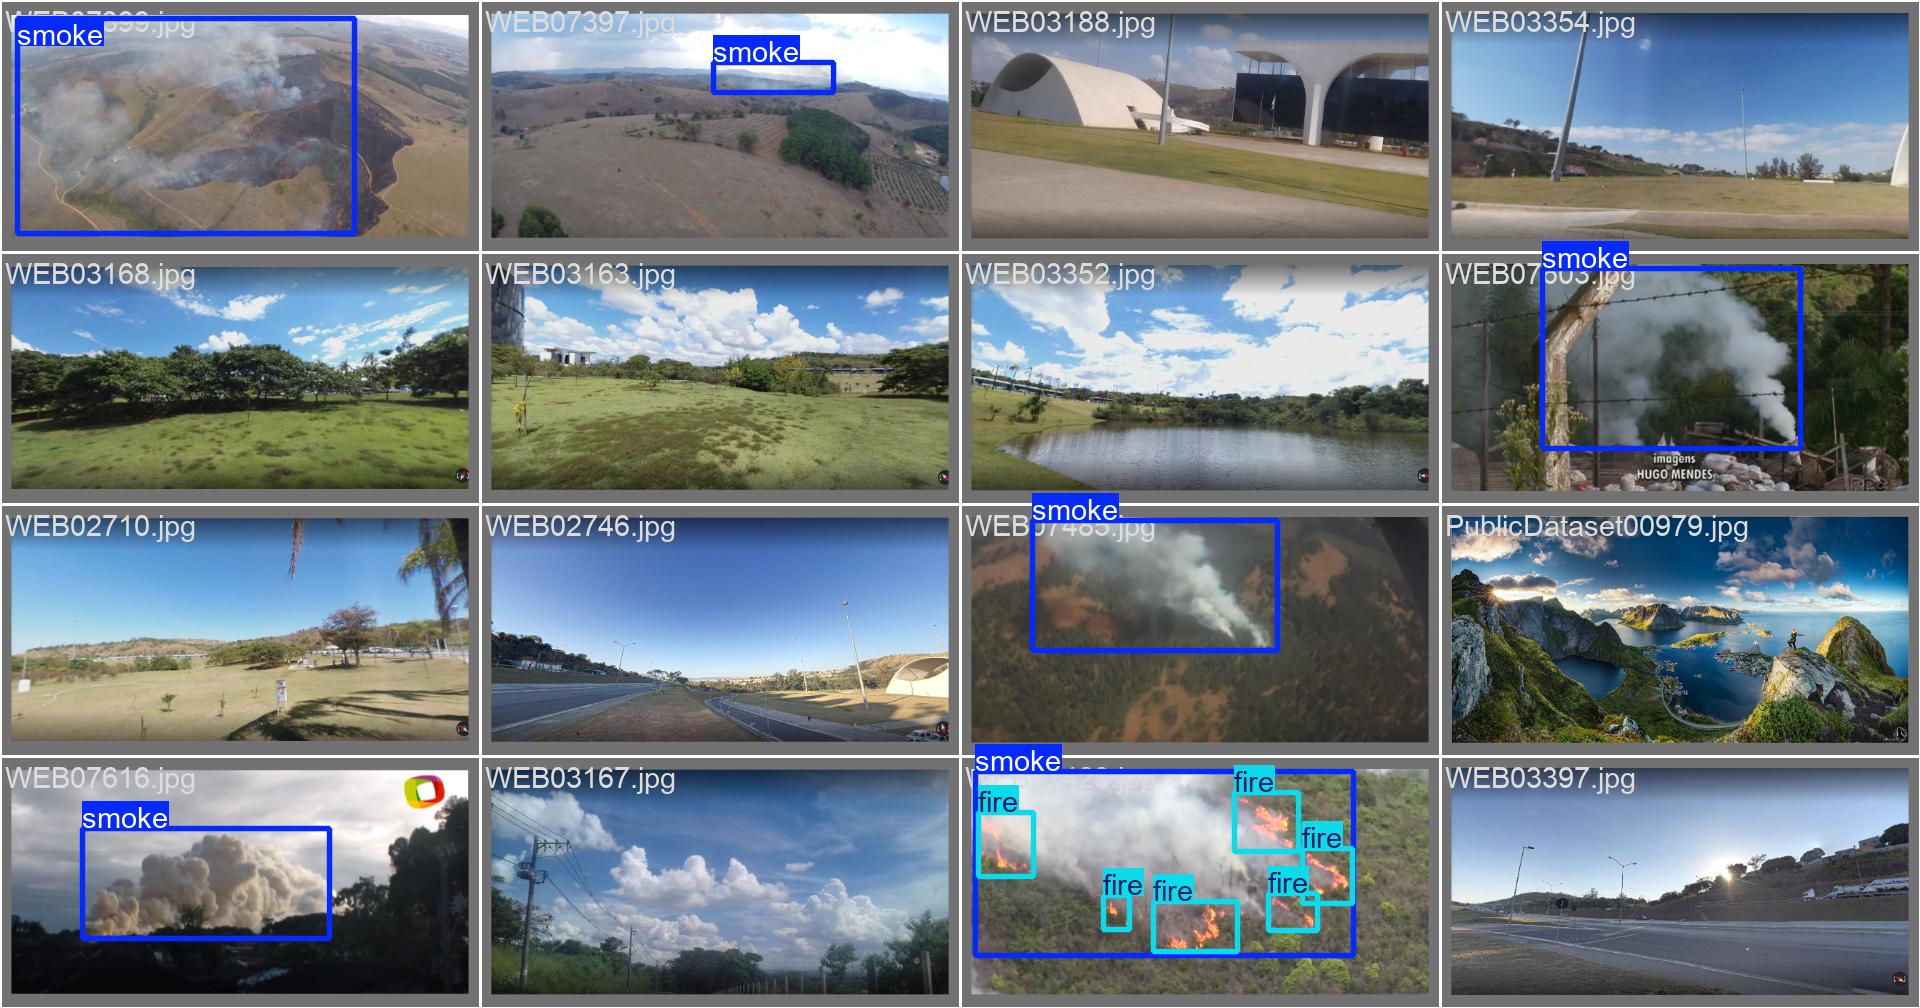 smoke
WEB07397.jpg
smoke
WEB03188.jpg
WEB03354.jpg
WEB03168.jpg
WEB03163.jpg
WEB03352.jpg
smoke
imagens
HUGO MENDES
WEB02710.jpg
WEB02746.jpg
smoke
WEB07485.jpg
PublicDataset00979.jpg
WEB07616.jpg
smoke
WEB03167.jpg
smoke
fire
fire
fire
fire
fire
fire
WEB03397.jpg